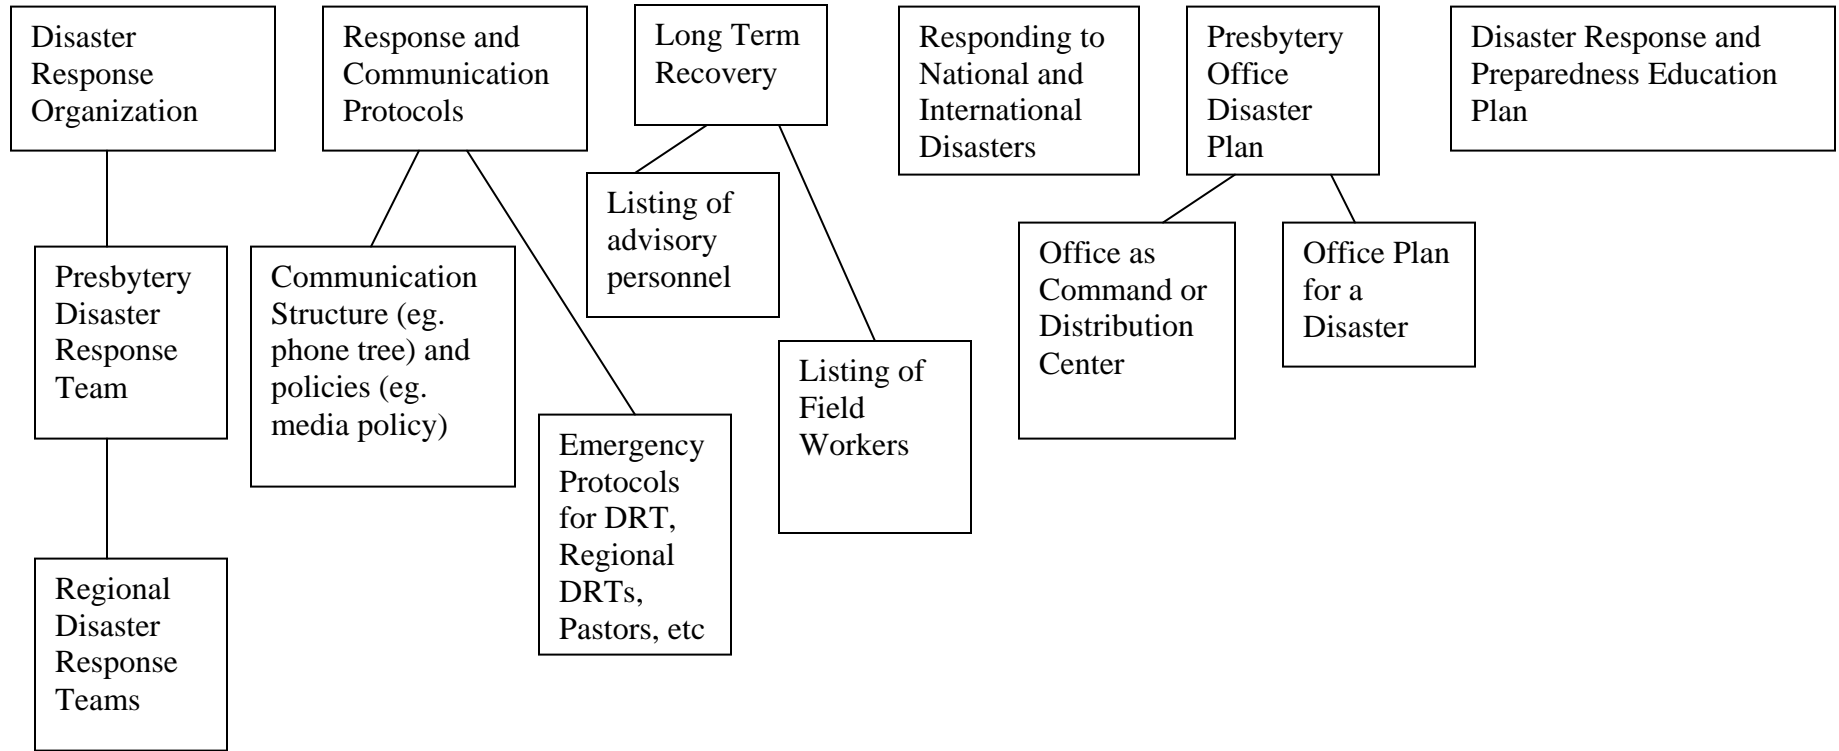 Disaster
Response
Organization
Response and
Communication
Protocols
Long Term
Recovery
Responding to
National and
International
Disasters
Presbytery
Office
Disaster
Plan
Disaster Response and
Preparedness Education
Plan
Presbytery
Disaster
Response
Team
Communication
Structure (eg.
phone tree) and
policies (eg.
media policy)
Listing of
advisory
personnel
Office as
Command or
Distribution
Center
Office Plan
for a
Disaster
Listing of
Field
Workers
Emergency
Protocols
for DRT,
Regional
DRTs,
Pastors, etc
Regional
Disaster
Response
Teams